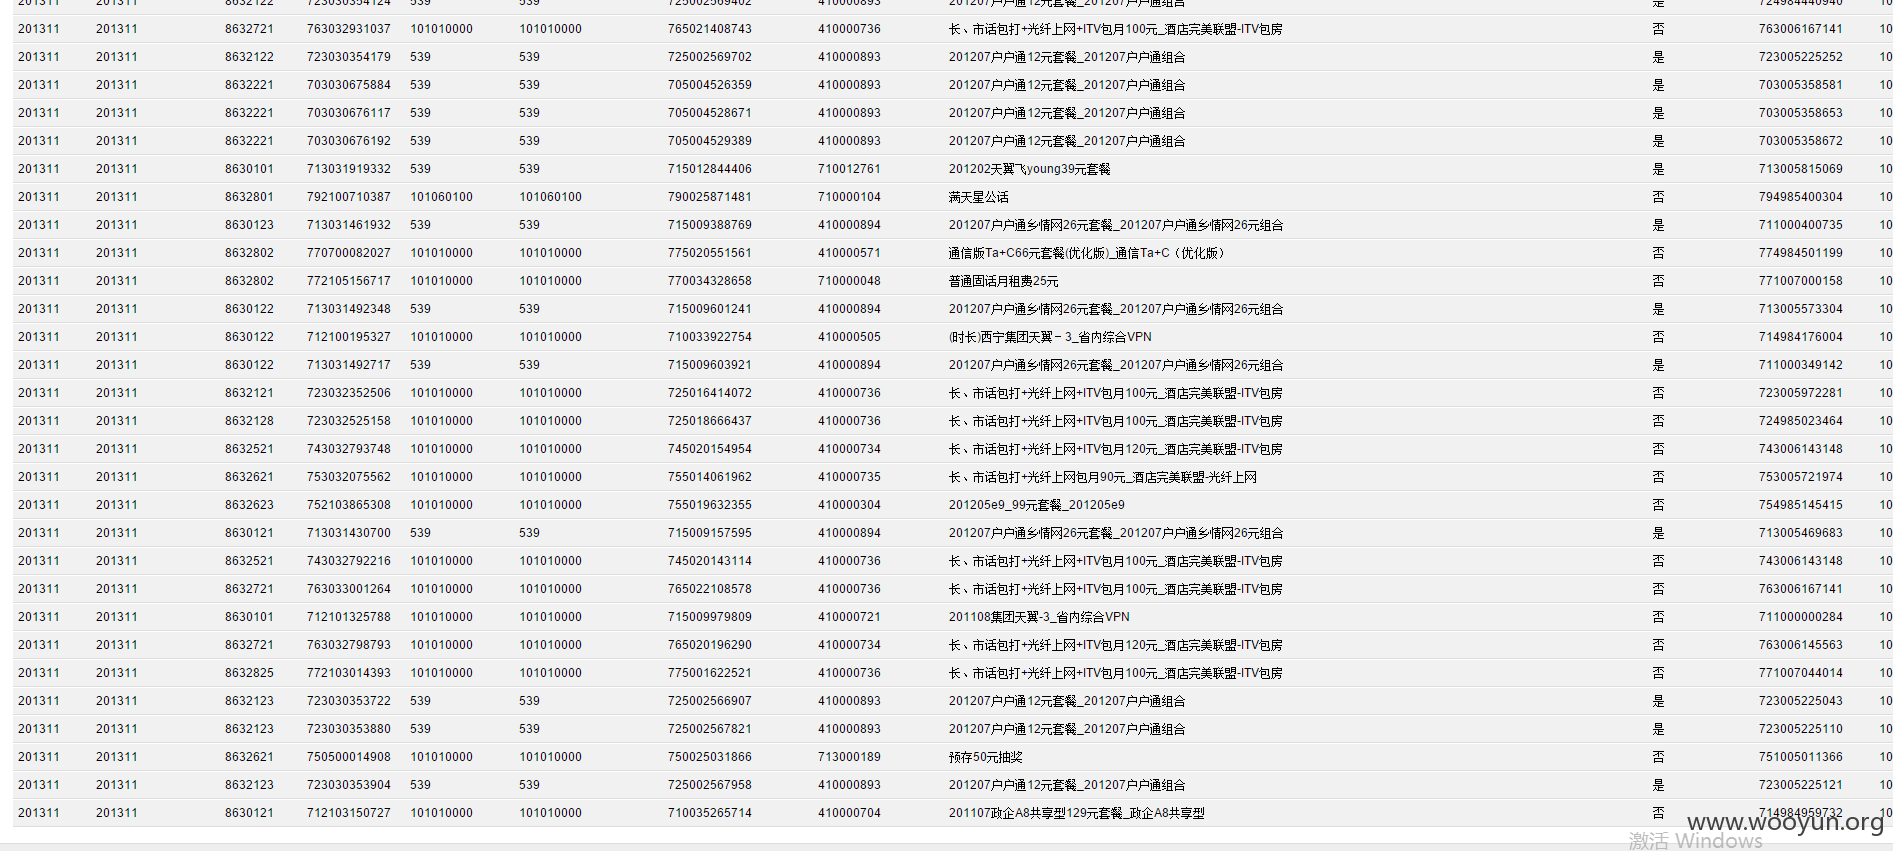 201311 201311 8632122 723030354124 539 539 725002569402 410000893 201207户户通12元套餐_201207户户通组合 是 724984440940 10
201311 201311 8632721 763032931037 101010000 101010000 765021408743 410000736 长、市话包打+光纤上网+ITV包月100元_酒店完美联盟-ITV包房 否 763006167141 10
201311 201311 8632122 723030354179 539 539 725002569702 410000893 201207户户通12元套餐_201207户户通组合 是 723005225252 10
201311 201311 8632221 703030675884 539 539 705004526359 410000893 201207户户通12元套餐_201207户户通组合 是 703005358581 10
201311 201311 8632221 703030676117 539 539 705004528671 410000893 201207户户通12元套餐_201207户户通组合 是 703005358653 10
201311 201311 8632221 703030676192 539 539 705004529389 410000893 201207户户通12元套餐_201207户户通组合 是 703005358672 10
201311 201311 8630101 713031919332 539 539 715012844406 710012761 201202天翼飞young39元套餐 是 713005815069 10
201311 201311 8632801 792100710387 101060100 101060100 790025871481 710000104 满天星公话 否 794985400304 10
201311 201311 8630123 713031461932 539 539 715009388769 410000894 201207户户通乡情网26元套餐_201207户户通乡情网26元组合 是 711000400735 10
201311 201311 8632802 770700082027 101010000 101010000 775020551561 410000571 通信版Ta+C66元套餐(优化版)_通信Ta+C（优化版） 否 774984501199 10
201311 201311 8632802 772105156717 101010000 101010000 770034328658 710000048 普通固话月租费25元 否 771007000158 10
201311 201311 8630122 713031492348 539 539 715009601241 410000894 201207户户通乡情网26元套餐_201207户户通乡情网26元组合 是 713005573304 10
201311 201311 8630122 712100195327 101010000 101010000 710033922754 410000505 (时长)西宁集团天翼－3_省内综合VPN 否 714984176004 10
201311 201311 8630122 713031492717 539 539 715009603921 410000894 201207户户通乡情网26元套餐_201207户户通乡情网26元组合 是 711000349142 10
201311 201311 8632121 723032352506 101010000 101010000 725016414072 410000736 长、市话包打+光纤上网+ITV包月100元_酒店完美联盟-ITV包房 否 723005972281 10
201311 201311 8632128 723032525158 101010000 101010000 725018666437 410000736 长、市话包打+光纤上网+ITV包月100元_酒店完美联盟-ITV包房 否 724985023464 10
201311 201311 8632521 743032793748 101010000 101010000 745020154954 410000734 长、市话包打+光纤上网+ITV包月120元_酒店完美联盟-ITV包房 否 743006143148 10
201311 201311 8632621 753032075562 101010000 101010000 755014061962 410000735 长、市话包打+光纤上网包月90元_酒店完美联盟-光纤上网 否 753005721974 10
201311 201311 8632623 752103865308 101010000 101010000 755019632355 410000304 201205e9_99元套餐_201205e9 否 754985145415 10
201311 201311 8630121 713031430700 539 539 715009157595 410000894 201207户户通乡情网26元套餐_201207户户通乡情网26元组合 是 713005469683 10
201311 201311 8632521 743032792216 101010000 101010000 745020143114 410000736 长、市话包打+光纤上网+ITV包月100元_酒店完美联盟-ITV包房 否 743006143148 10
201311 201311 8632721 763033001264 101010000 101010000 765022108578 410000736 长、市话包打+光纤上网+ITV包月100元_酒店完美联盟-ITV包房 否 763006167141 10
201311 201311 8630101 712101325788 101010000 101010000 715009979809 410000721 201108集团天翼-3_省内综合VPN 否 711000000284 10
201311 201311 8632721 763032798793 101010000 101010000 765020196290 410000734 长、市话包打+光纤上网+ITV包月120元_酒店完美联盟-ITV包房 否 763006145563 10
201311 201311 8632825 772103014393 101010000 101010000 775001622521 410000736 长、市话包打+光纤上网+ITV包月100元_酒店完美联盟-ITV包房 否 771007044014 10
201311 201311 8632123 723030353722 539 539 725002566907 410000893 201207户户通12元套餐_201207户户通组合 是 723005225043 10
201311 201311 8632123 723030353880 539 539 725002567821 410000893 201207户户通12元套餐_201207户户通组合 是 723005225110 10
201311 201311 8632621 750500014908 101010000 101010000 750025031866 713000189 预存50元抽奖 否 751005011366 10
201311 201311 8632123 723030353904 539 539 725002567958 410000893 201207户户通12元套餐_201207户户通组合 是 723005225121 10
201311 201311 8630121 712103150727 101010000 101010000 710035265714 410000704 201107政企A8共享型129元套餐_政企A8共享型 否 714984959732 10
www.wooyun.org
激活 Windows